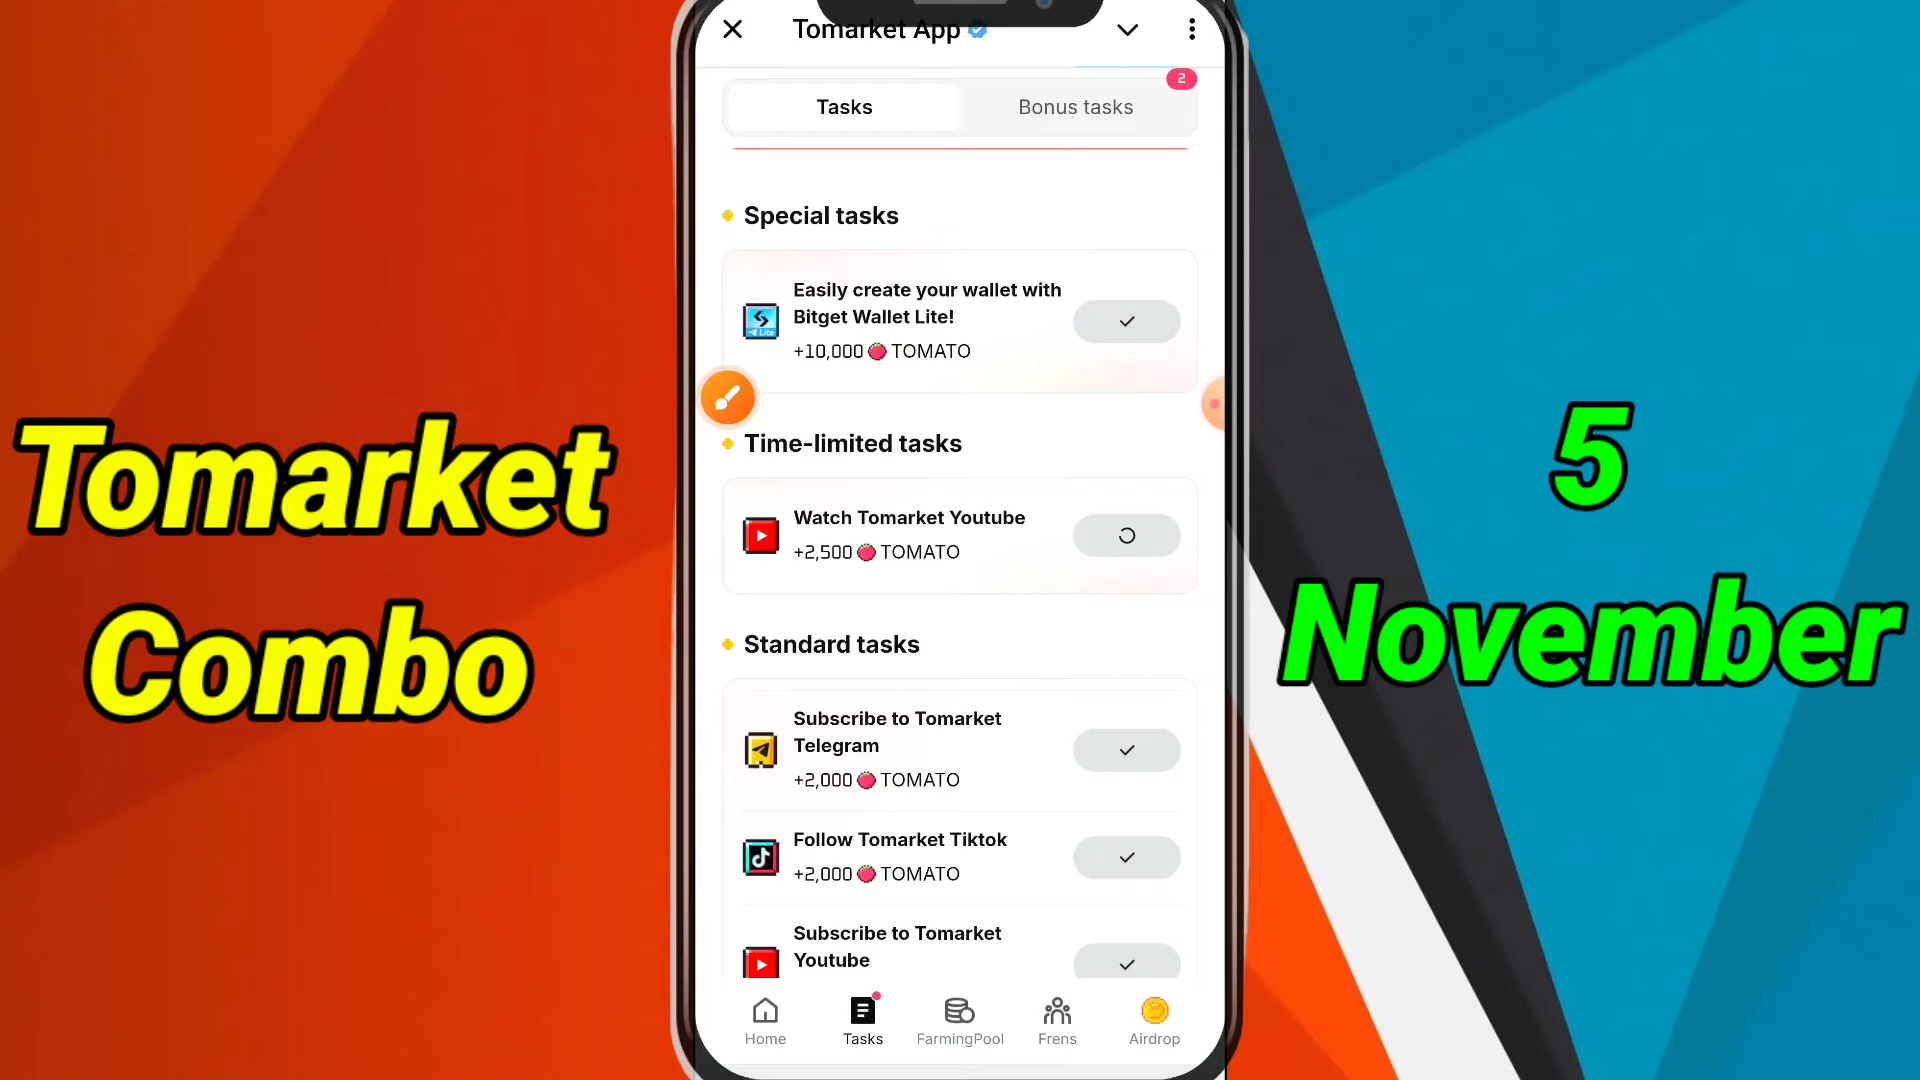 Tomarket App
2
Tasks
Bonus tasks
Special tasks
Easily create your wallet with
Bitget Wallet Lite!
Lite
+10,000 TOMATO
Time-limited tasks
Watch Tomarket Youtube
+2,500 TOMATO
Standard tasks
Subscribe to Tomarket
Telegram
+2,000 TOMATO
Follow Tomarket Tiktok
+2,000 TOMATO
Subscribe to Tomarket
Youtube
Home
Tasks
FarmingPool
Frens
Airdrop
Tomarket
Combo
5
November